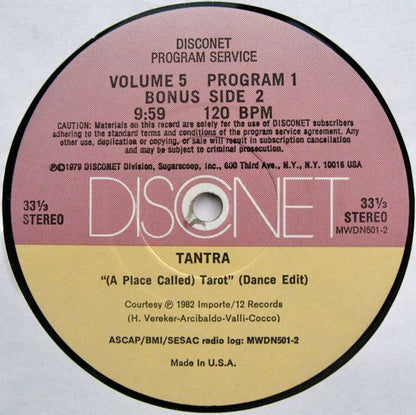 DISCONET
PROGRAM SERVICE
VOLUME 5 PROGRAM 1
BONUS SIDE 2
9:59 120 BPM
CAUTION: Materials on this record are solely for the use of DISCONET subscribers
adhering to the standard terms and conditions of the program service agreement. Any
other use, duplication or copying, or sale will result in subscription cancellation
and may be subject to criminal prosecution.
℗©1979 DISCONET Division, Sugarscoop, Inc., 600 Third Ave., N.Y., N.Y. 10016 USA
33⅓
STEREO
DISCONET
33⅓
STEREO
MWDN501-2
TANTRA
"(A Place Called) Tarot" (Dance Edit)
Courtesy ℗ 1982 Importe/12 Records
(H. Vereker-Arcibaldo-Valli-Cocco)
ASCAP/BMI/SESAC radio log: MWDN501-2
Made in U.S.A.